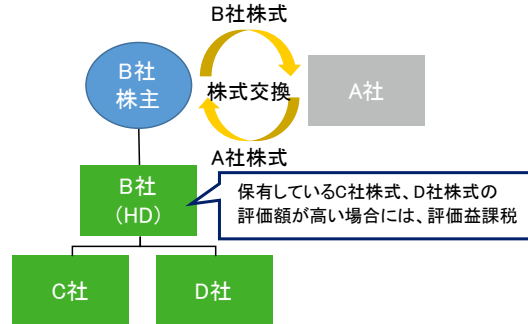 B社株式
B社
株主
株式交換
A社
A社株式
B社
(HD)
保有しているC社株式、D社株式の
評価額が高い場合には、評価益課税
C社
D社